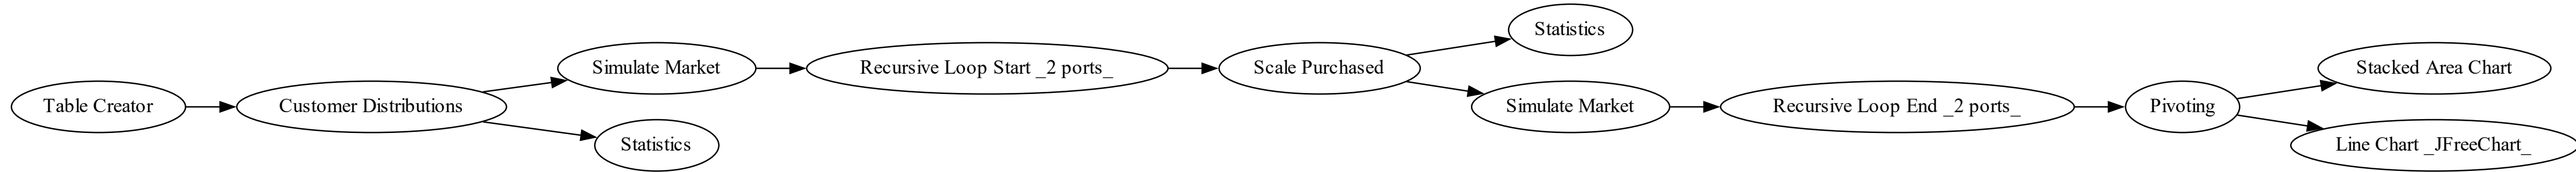 Table Creator
Customer Distributions
Simulate Market
Statistics
Recursive Loop Start _2 ports_
Scale Purchased
Statistics
Simulate Market
Recursive Loop End _2 ports_
Pivoting
Stacked Area Chart
Line Chart _JFreeChart_